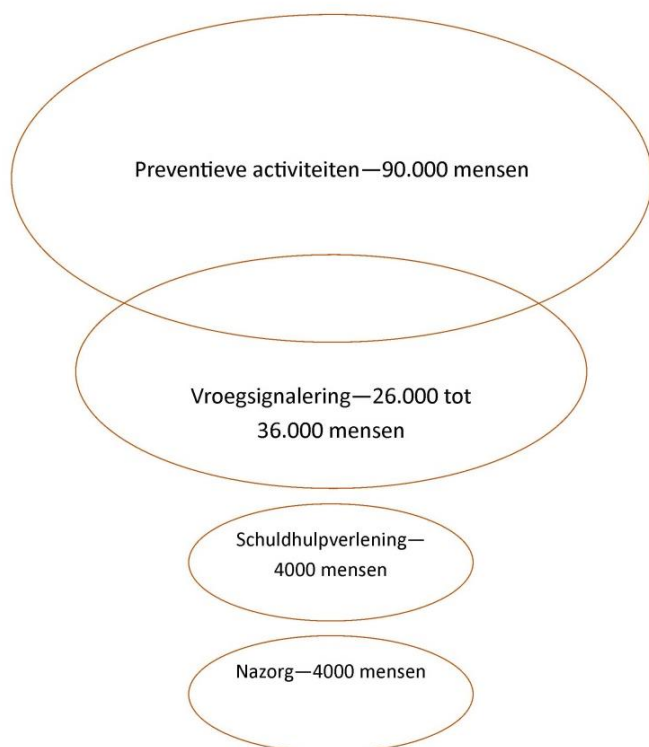 Preventieve activiteiten—90.000 mensen
Vroegsignalering—26.000 tot
36.000 mensen
Schuldhulpverlening—
4000 mensen
Nazorg—4000 mensen